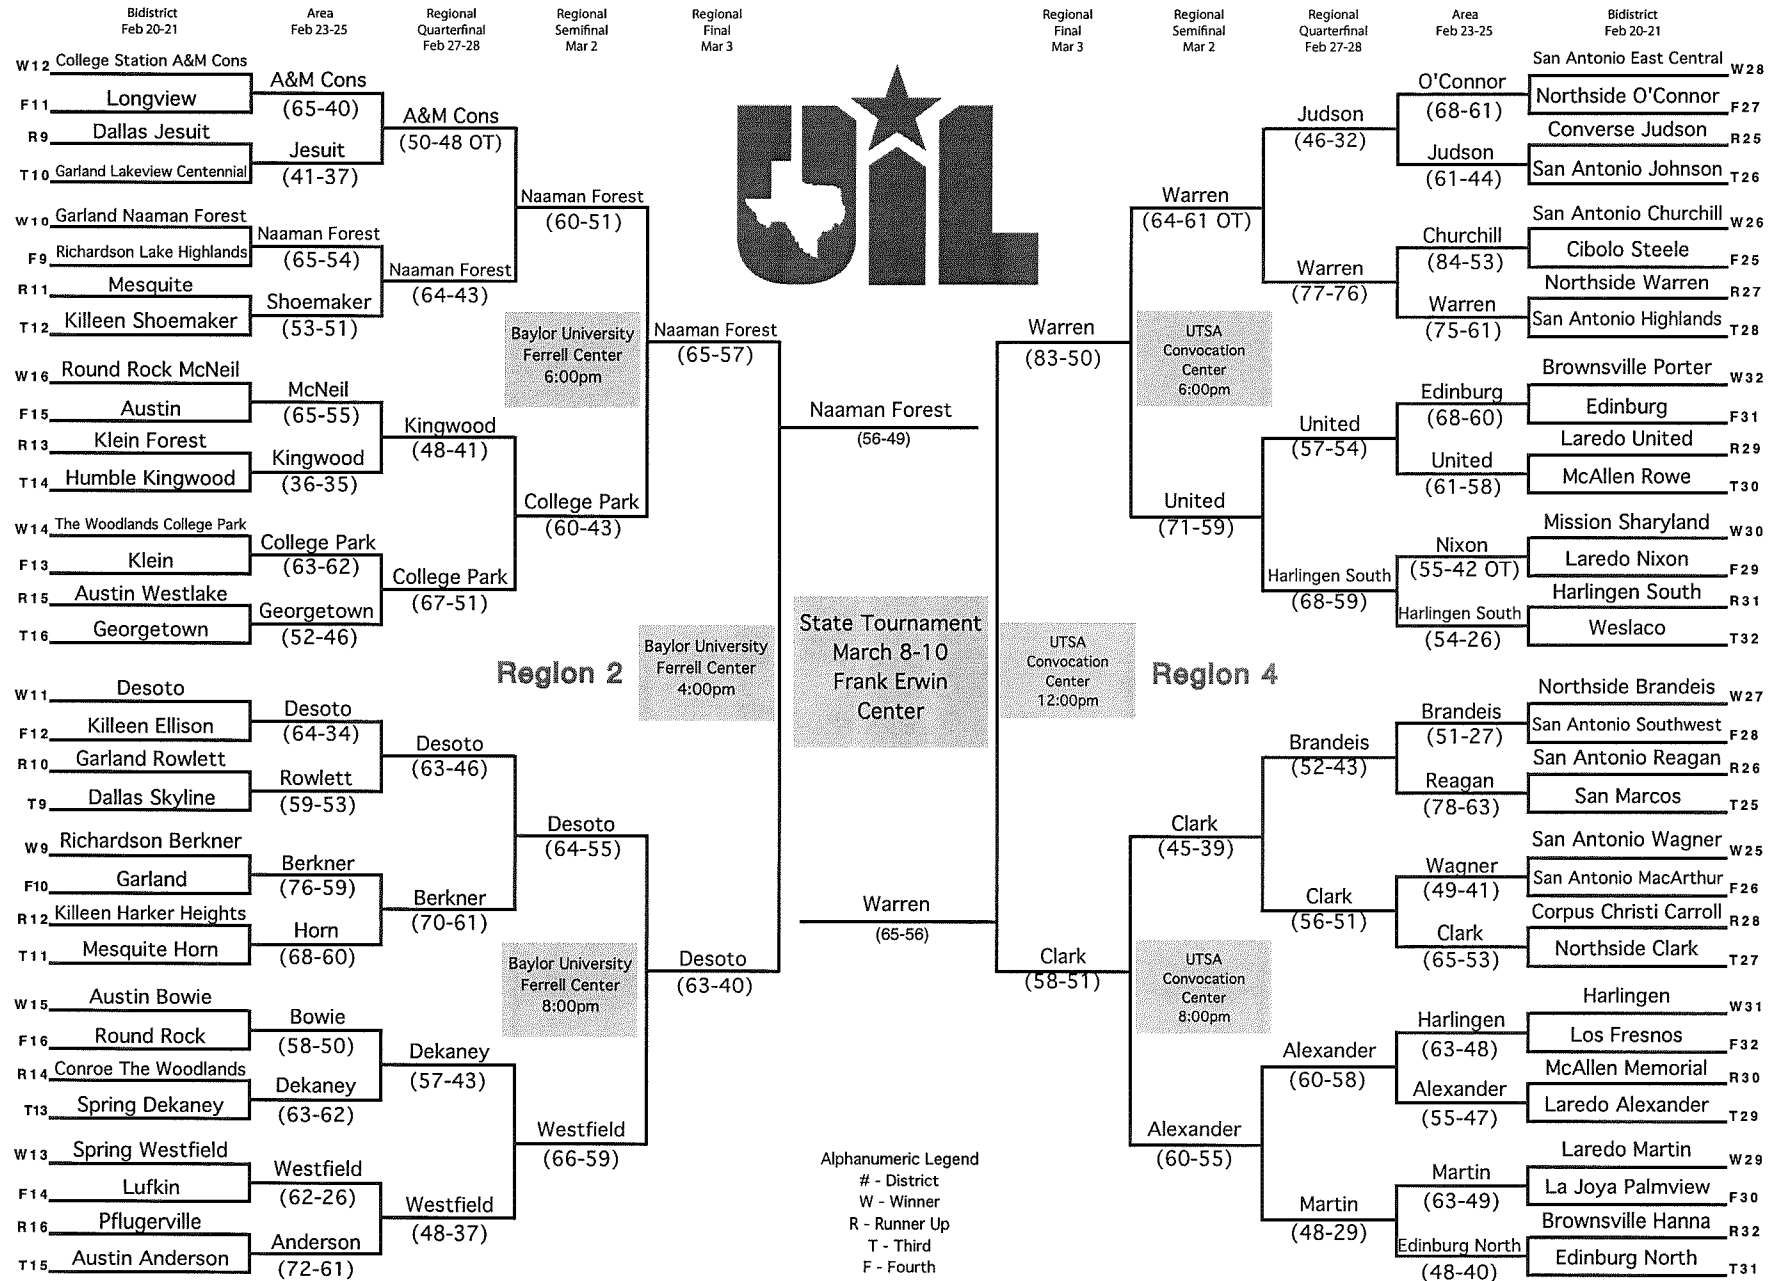 Bidistrict
Feb 20-21
Area
Feb 23-25
Regional
Quarterfinal
Feb 27-28
Regional
Semifinal
Mar 2
Regional
Final
Mar 3
Regional
Final
Mar 3
Regional
Semifinal
Mar 2
Regional
Quarterfinal
Feb 27-28
Area
Feb 23-25
Bidistrict
Feb 20-21
UIL
W12 College Station A&M Cons
F11 Longview
R9 Dallas Jesuit
T10 Garland Lakeview Centennial
W10 Garland Naaman Forest
F9 Richardson Lake Highlands
R11 Mesquite
T12 Killeen Shoemaker
W16 Round Rock McNeil
F15 Austin
R13 Klein Forest
T14 Humble Kingwood
W14 The Woodlands College Park
F13 Klein
R15 Austin Westlake
T16 Georgetown
W11 Desoto
F12 Killeen Ellison
R10 Garland Rowlett
T9 Dallas Skyline
W9 Richardson Berkner
F10 Garland
R12 Killeen Harker Heights
T11 Mesquite Horn
W15 Austin Bowie
F16 Round Rock
R14 Conroe The Woodlands
T13 Spring Dekaney
W13 Spring Westfield
F14 Lufkin
R16 Pflugerville
T15 Austin Anderson
A&M Cons
(65-40)
Jesuit
(41-37)
Naaman Forest
(65-54)
Shoemaker
(53-51)
McNeil
(65-55)
Kingwood
(36-35)
College Park
(63-62)
Georgetown
(52-46)
Desoto
(64-34)
Rowlett
(59-53)
Berkner
(76-59)
Horn
(68-60)
Bowie
(58-50)
Dekaney
(63-62)
Westfield
(62-26)
Anderson
(72-61)
A&M Cons
(50-48 OT)
Naaman Forest
(64-43)
Kingwood
(48-41)
College Park
(67-51)
Desoto
(63-46)
Berkner
(70-61)
Dekaney
(57-43)
Westfield
(48-37)
Naaman Forest
(60-51)
Baylor University
Ferrell Center
6:00pm
College Park
(60-43)
Region 2
Desoto
(64-55)
Baylor University
Ferrell Center
8:00pm
Westfield
(66-59)
Naaman Forest
(65-57)
Baylor University
Ferrell Center
4:00pm
Desoto
(63-40)
Naaman Forest
(56-49)
State Tournament
March 8-10
Frank Erwin
Center
Warren
(65-56)
Alphanumeric Legend
# - District
W - Winner
R - Runner Up
T - Third
F - Fourth
Warren
(83-50)
UTSA
Convocation
Center
12:00pm
Clark
(58-51)
Warren
(64-61 OT)
UTSA
Convocation
Center
6:00pm
United
(71-59)
Region 4
Clark
(45-39)
UTSA
Convocation
Center
8:00pm
Alexander
(60-55)
Judson
(46-32)
Warren
(77-76)
United
(57-54)
Harlingen South
(68-59)
Brandeis
(52-43)
Clark
(56-51)
Alexander
(60-58)
Martin
(48-29)
O'Connor
(68-61)
Judson
(61-44)
Churchill
(84-53)
Warren
(75-61)
Edinburg
(68-60)
United
(61-58)
Nixon
(55-42 OT)
Harlingen South
(54-26)
Brandeis
(51-27)
Reagan
(78-63)
Wagner
(49-41)
Clark
(65-53)
Harlingen
(63-48)
Alexander
(55-47)
Martin
(63-49)
Edinburg North
(48-40)
San Antonio East Central W28
Northside O'Connor F27
Converse Judson R25
San Antonio Johnson T26
San Antonio Churchill W26
Cibolo Steele F25
Northside Warren R27
San Antonio Highlands T28
Brownsville Porter W32
Edinburg F31
Laredo United R29
McAllen Rowe T30
Mission Sharyland W30
Laredo Nixon F29
Harlingen South R31
Weslaco T32
Northside Brandeis W27
San Antonio Southwest F28
San Antonio Reagan R26
San Marcos T25
San Antonio Wagner W25
San Antonio MacArthur F26
Corpus Christi Carroll R28
Northside Clark T27
Harlingen W31
Los Fresnos F32
McAllen Memorial R30
Laredo Alexander T29
Laredo Martin W29
La Joya Palmview F30
Brownsville Hanna R32
Edinburg North T31